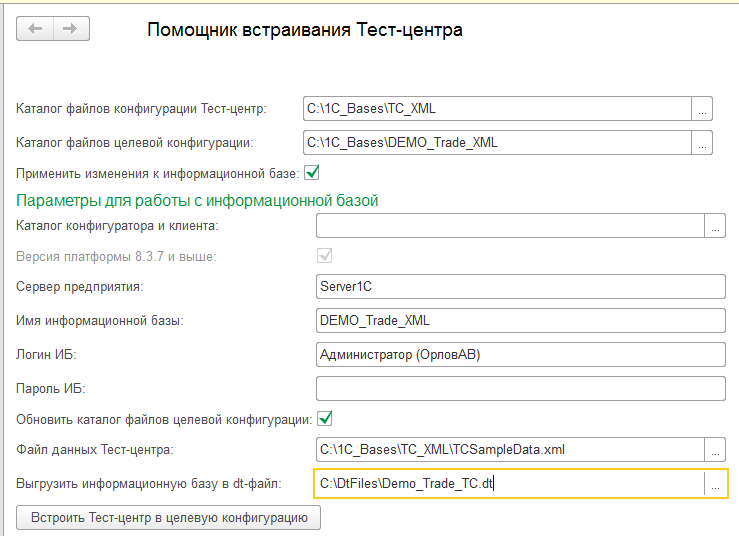 Помощник встраивания Тест-центра
Каталог файлов конфигурации Тест-центр: C:\1C_Bases\TC_XML ...
Каталог файлов целевой конфигурации: C:\1C_Bases\DEMO_Trade_XML ...
Применить изменения к информационной базе:
Параметры для работы с информационной базой
Каталог конфигуратора и клиента: ...
Версия платформы 8.3.7 и выше:
Сервер предприятия: Server1C
Имя информационной базы: DEMO_Trade_XML
Логин ИБ: Администратор (ОрловАВ)
Пароль ИБ:
Обновить каталог файлов целевой конфигурации:
Файл данных Тест-центра: C:\1C_Bases\TC_XML\TCSampleData.xml ...
Выгрузить информационную базу в dt-файл: C:\DtFiles\Demo_Trade_TC.dt ...
Встроить Тест-центр в целевую конфигурацию